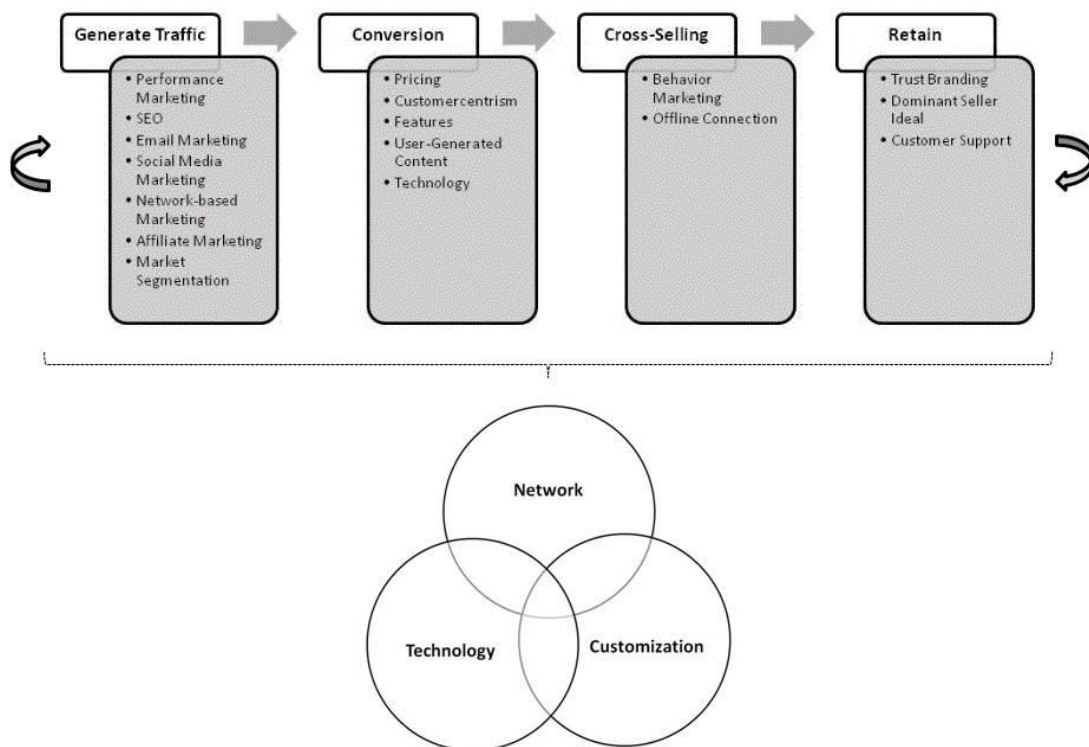 Generate Traffic
Conversion
Cross-Selling
Retain
• Performance
Marketing
• SEO
• Email Marketing
• Social Media
Marketing
• Network-based
Marketing
• Affiliate Marketing
• Market
Segmentation
• Pricing
• Customercentrism
• Features
• User-Generated
Content
• Technology
• Behavior
Marketing
• Offline Connection
• Trust Branding
• Dominant Seller
Ideal
• Customer Support
Network
Technology
Customization